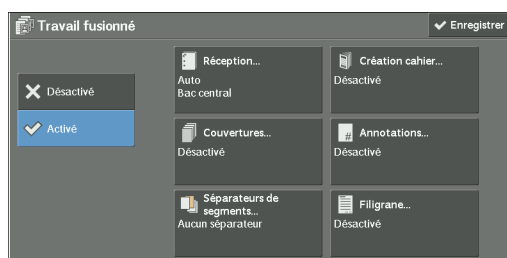 Travail fusionné
Enregistrer
Désactivé
Activé
Réception...
Auto
Bac central
Création cahier...
Désactivé
Couvertures...
Désactivé
# Annotations...
Désactivé
Séparateurs de
segments...
Aucun séparateur
Filigrane...
Désactivé